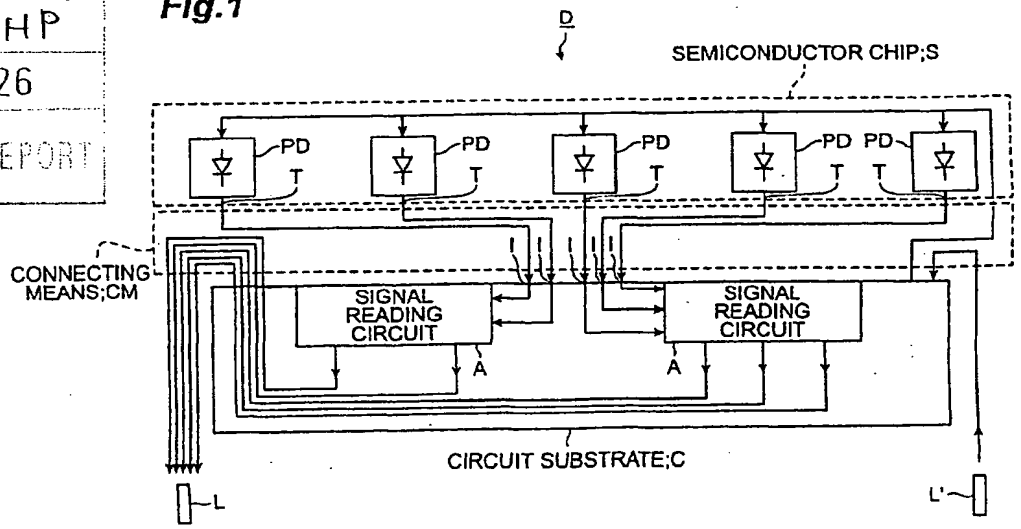 Fig.1
HP
26
EPORT
D
SEMICONDUCTOR CHIP;S
PD
PD
PD
PD
PD
T
T
T
T
T
I
I
I
I
I
CONNECTING
MEANS;CM
SIGNAL
READING
CIRCUIT
SIGNAL
READING
CIRCUIT
A
A
CIRCUIT SUBSTRATE;C
L
L'